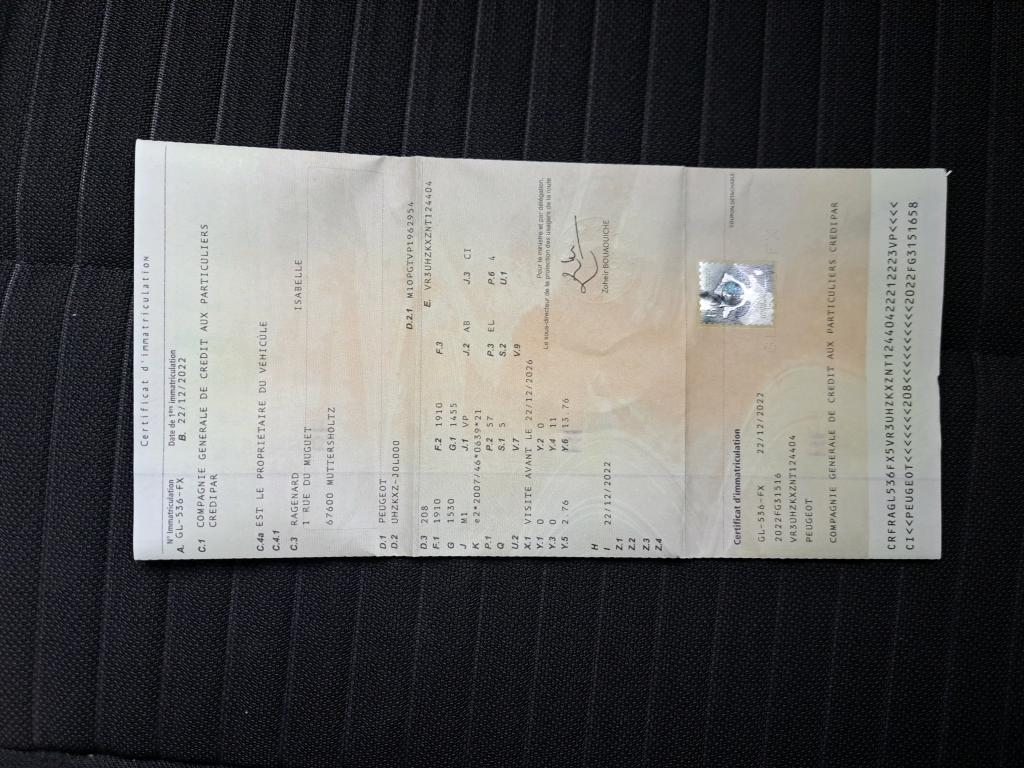 Certificat d'immatriculation
N°Immatriculation Date de 1ère immatriculation
A. GL-536-FX B. 22/12/2022
C.1 COMPAGNIE GENERALE DE CREDIT AUX PARTICULIERS
CREDIPAR
C.4a EST LE PROPRIÉTAIRE DU VÉHICULE
C.4.1
C.3 RAGENARD ISABELLE
1 RUE DU MUGUET
67600 MUTTERSHOLTZ
D.1 PEUGEOT
D.2 UHZKXZ-J0L000
D.2.1 M10PGTVP1962954
D.3 208 E. VR3UHZKXZNT124404
F.1 1910 F.2 1910 F.3
G 1530 G.1 1455
J M1 J.1 VP J.2 AB J.3 CI
K e2*2007/46*0639*21
P.1 P.2 57 P.3 EL P.6 4
Q S.1 5 S.2 U.1
U.2 V.7 V.9
X.1 VISITE AVANT LE 22/12/2026
Y.1 0 Y.2 0
Y.3 0 Y.4 11
Y.5 2.76 Y.6 13.76
Pour le ministre et par délégation,
Le sous-directeur de la protection des usagers de la route
Zoheir BOUAOUICHE
H
I 22/12/2022
Z.1
Z.2
Z.3
Z.4
COUPON DÉTACHABLE
Certificat d'immatriculation
GL-536-FX 22/12/2022
2022FG31516
VR3UHZKXZNT124404
PEUGEOT
COMPAGNIE GENERALE DE CREDIT AUX PARTICULIERS CREDIPAR
CRFRAGL536FX5VR3UHZKXZNT1244042212223VP<<<<
CI<<PEUGEOT<<<<<<<208<<<<<<<<<<<2022FG3151658